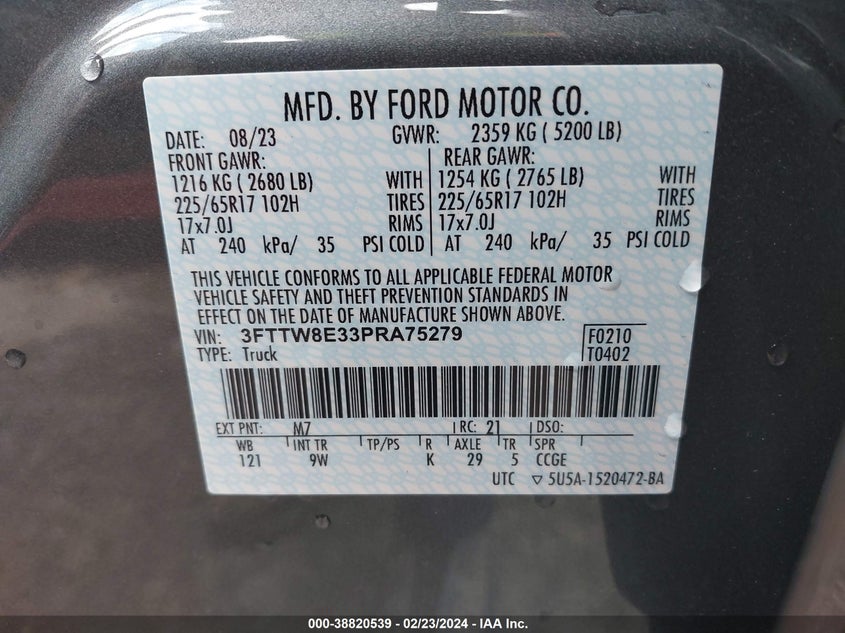 MFD. BY FORD MOTOR CO.
DATE: 08/23 GVWR: 2359 KG ( 5200 LB)
FRONT GAWR: REAR GAWR:
1216 KG ( 2680 LB) WITH 1254 KG ( 2765 LB) WITH
225/65R17 102H TIRES 225/65R17 102H TIRES
17x7.0J RIMS 17x7.0J RIMS
AT 240 kPa/ 35 PSI COLD AT 240 kPa/ 35 PSI COLD
THIS VEHICLE CONFORMS TO ALL APPLICABLE FEDERAL MOTOR
VEHICLE SAFETY AND THEFT PREVENTION STANDARDS IN
EFFECT ON THE DATE OF MANUFACTURE SHOWN ABOVE.
VIN: 3FTTW8E33PRA75279 F0210
TYPE: Truck T0402
EXT PNT: M7 RC: 21 DSO:
WB INT TR TP/PS R AXLE TR SPR
121 9W K 29 5 CCGE
UTC ▽ 5U5A-1520472-BA
000-38820539 - 02/23/2024 - IAA Inc.